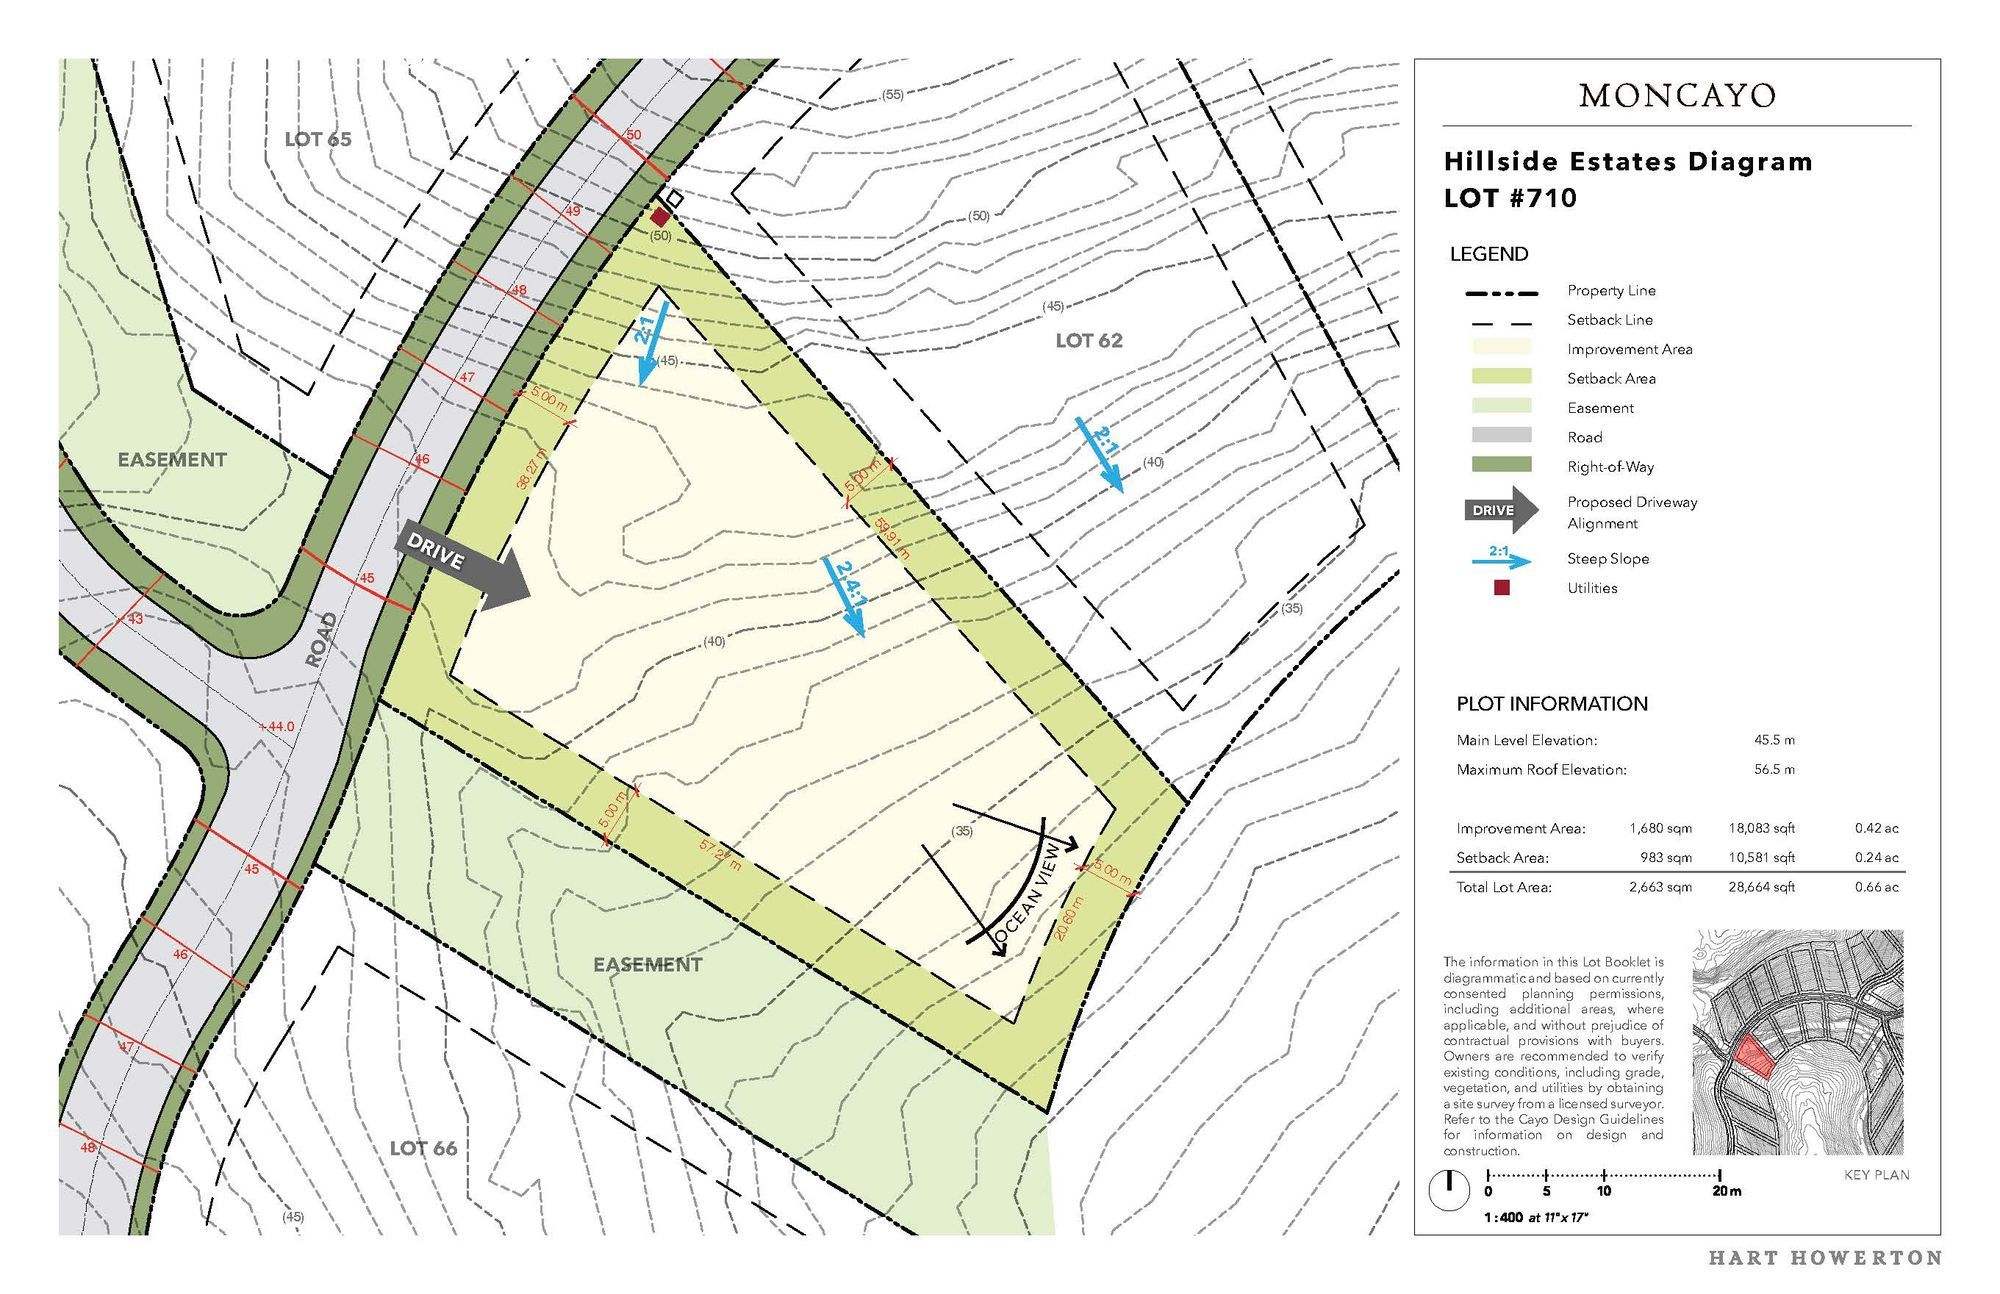 MONCAYO
Hillside Estates Diagram
LOT #710
LEGEND
Property Line
Setback Line
Improvement Area
Setback Area
Easement
Road
Right-of-Way
DRIVE
Proposed Driveway
Alignment
2:1
Steep Slope
Utilities
PLOT INFORMATION
Main Level Elevation: 45.5 m
Maximum Roof Elevation: 56.5 m
Improvement Area: 1,680 sqm 18,083 sqft 0.42 ac
Setback Area: 983 sqm 10,581 sqft 0.24 ac
Total Lot Area: 2,663 sqm 28,664 sqft 0.66 ac
The information in this Lot Booklet is
diagrammatic and based on currently
consented planning permissions,
including additional areas, where
applicable, and without prejudice of
contractual provisions with buyers.
Owners are recommended to verify
existing conditions, including grade,
vegetation, and utilities by obtaining
a site survey from a licensed surveyor.
Refer to the Cayo Design Guidelines
for information on design and
construction.
KEY PLAN
0 5 10 20m
1:400 at 11"x 17"
HART HOWERTON
(55)
LOT 65
50
49
(50)
(50)
48
(45)
LOT 62
2:1
(45)
47
5.00 m
2:1
46
EASEMENT
38.27 m
5.00 m
(40)
59.91 m
DRIVE
45
2.4:1
43
(35)
ROAD
(40)
+44.0
5.00 m
(35)
57.27 m
45
OCEAN VIEW
5.00 m
20.60 m
46
EASEMENT
47
48
LOT 66
(45)